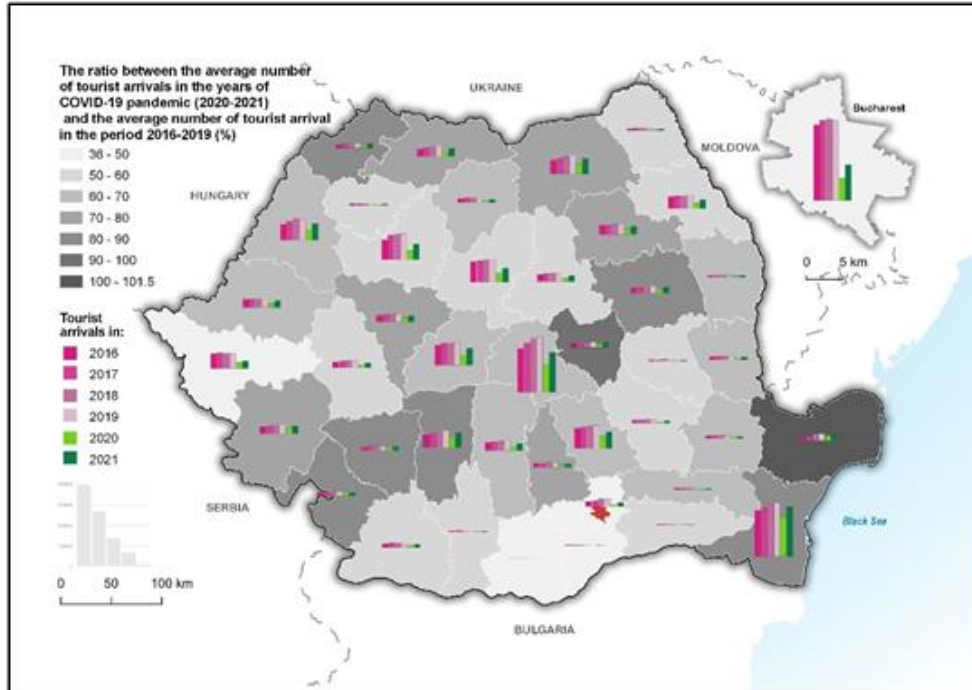 The ratio between the average number
of tourist arrivals in the years of
COVID-19 pandemic (2020-2021)
and the average number of tourist arrival
in the period 2016-2019 (%)
36 - 50
50 - 60
60 - 70
70 - 80
80 - 90
90 - 100
100 - 101.5
Tourist
arrivals in:
2016
2017
2018
2019
2020
2021
0 50 100 km
UKRAINE
HUNGARY
MOLDOVA
SERBIA
BULGARIA
Black Sea
Bucharest
0 5 km